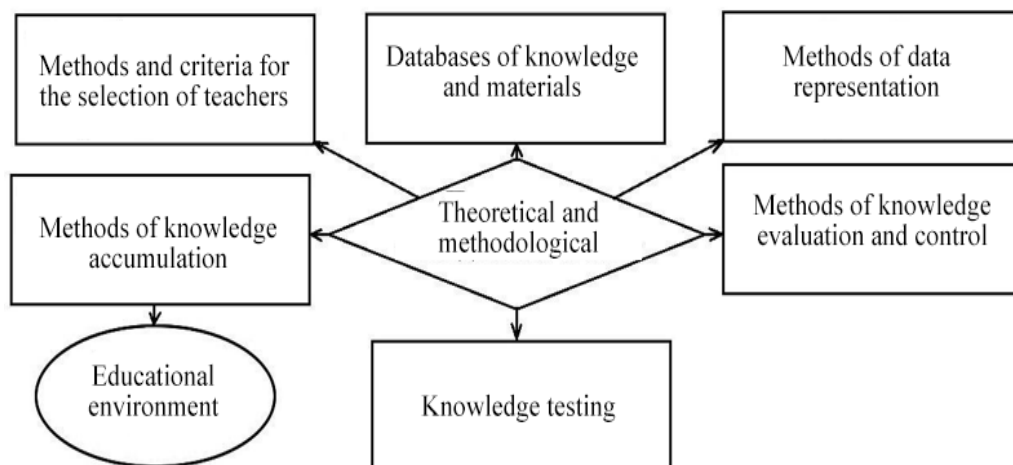 Methods and criteria for
the selection of teachers
Databases of knowledge
and materials
Methods of data
representation
Methods of knowledge
accumulation
Theoretical and
methodological
Methods of knowledge
evaluation and control
Educational
environment
Knowledge testing